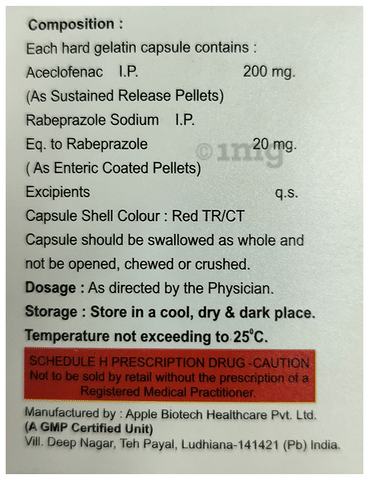 Composition :
Each hard gelatin capsule contains :
Aceclofenac I.P. 200 mg.
(As Sustained Release Pellets)
Rabeprazole Sodium I.P.
Eq. to Rabeprazole 20 mg.
( As Enteric Coated Pellets)
©1mg
Excipients q.s.
Capsule Shell Colour : Red TR/CT
Capsule should be swallowed as whole and
not be opened, chewed or crushed.
Dosage : As directed by the Physician.
Storage : Store in a cool, dry & dark place.
Temperature not exceeding to 25°C.
SCHEDULE H PRESCRIPTION DRUG -CAUTION
Not to be sold by retail without the prescription of a
Registered Medical Practitioner.
Manufactured by : Apple Biotech Healthcare Pvt. Ltd.
(A GMP Certified Unit)
Vill. Deep Nagar, Teh Payal, Ludhiana-141421 (Pb) India.